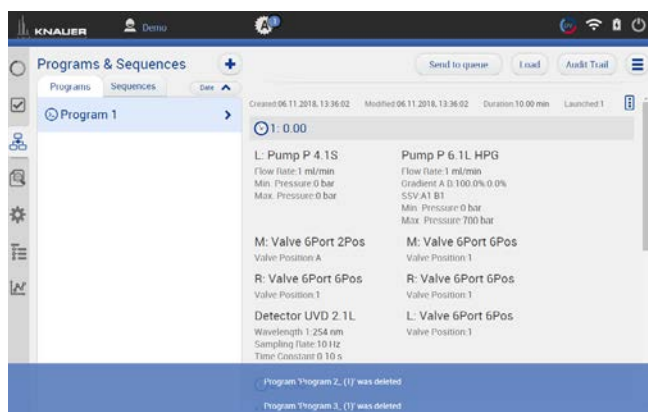 KNAUER Demo A 1
Programs & Sequences +
Send to queue Load Audit Trail
Programs Sequences Date
Program 1
Created:06.11.2018, 13:36:02 Modified:06.11.2018, 13:36:02 Duration:10.00 min Launched:1
1: 0.00
L: Pump P 4.1S
Flow Rate:1 ml/min
Min. Pressure:0 bar
Max. Pressure:0 bar
Pump P 6.1L HPG
Flow Rate:1 ml/min
Gradient A D:100.0%:0.0%
SSV:A1 B1
Min. Pressure:0 bar
Max. Pressure:700 bar
M: Valve 6Port 2Pos
Valve Position:A
M: Valve 6Port 6Pos
Valve Position:1
R: Valve 6Port 6Pos
Valve Position:1
R: Valve 6Port 6Pos
Valve Position:1
Detector UVD 2.1L
Wavelength 1:254 nm
Sampling Rate:10 Hz
Time Constant:0.10 s
L: Valve 6Port 6Pos
Valve Position:1
Program 'Program 2_ (1)' was deleted
Program 'Program 3_ (1)' was deleted